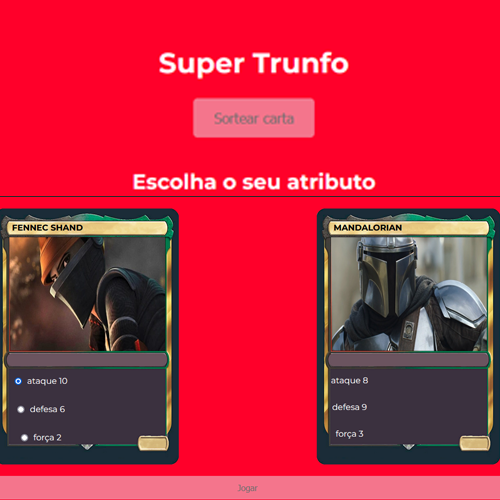 Super Trunfo
Sortear carta
Escolha o seu atributo
FENNEC SHAND
ataque 10
defesa 6
força 2
MANDALORIAN
ataque 8
defesa 9
força 3
Jogar